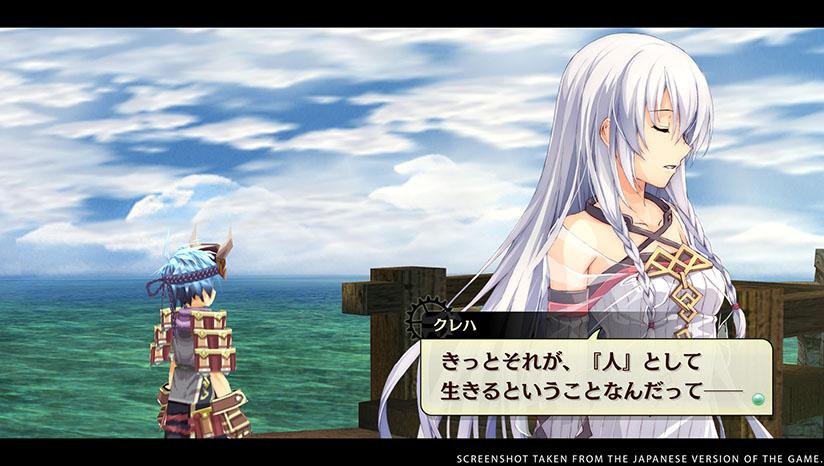 クレハ
きっとそれが、『人』として
生きるということなんだって――
SCREENSHOT TAKEN FROM THE JAPANESE VERSION OF THE GAME.